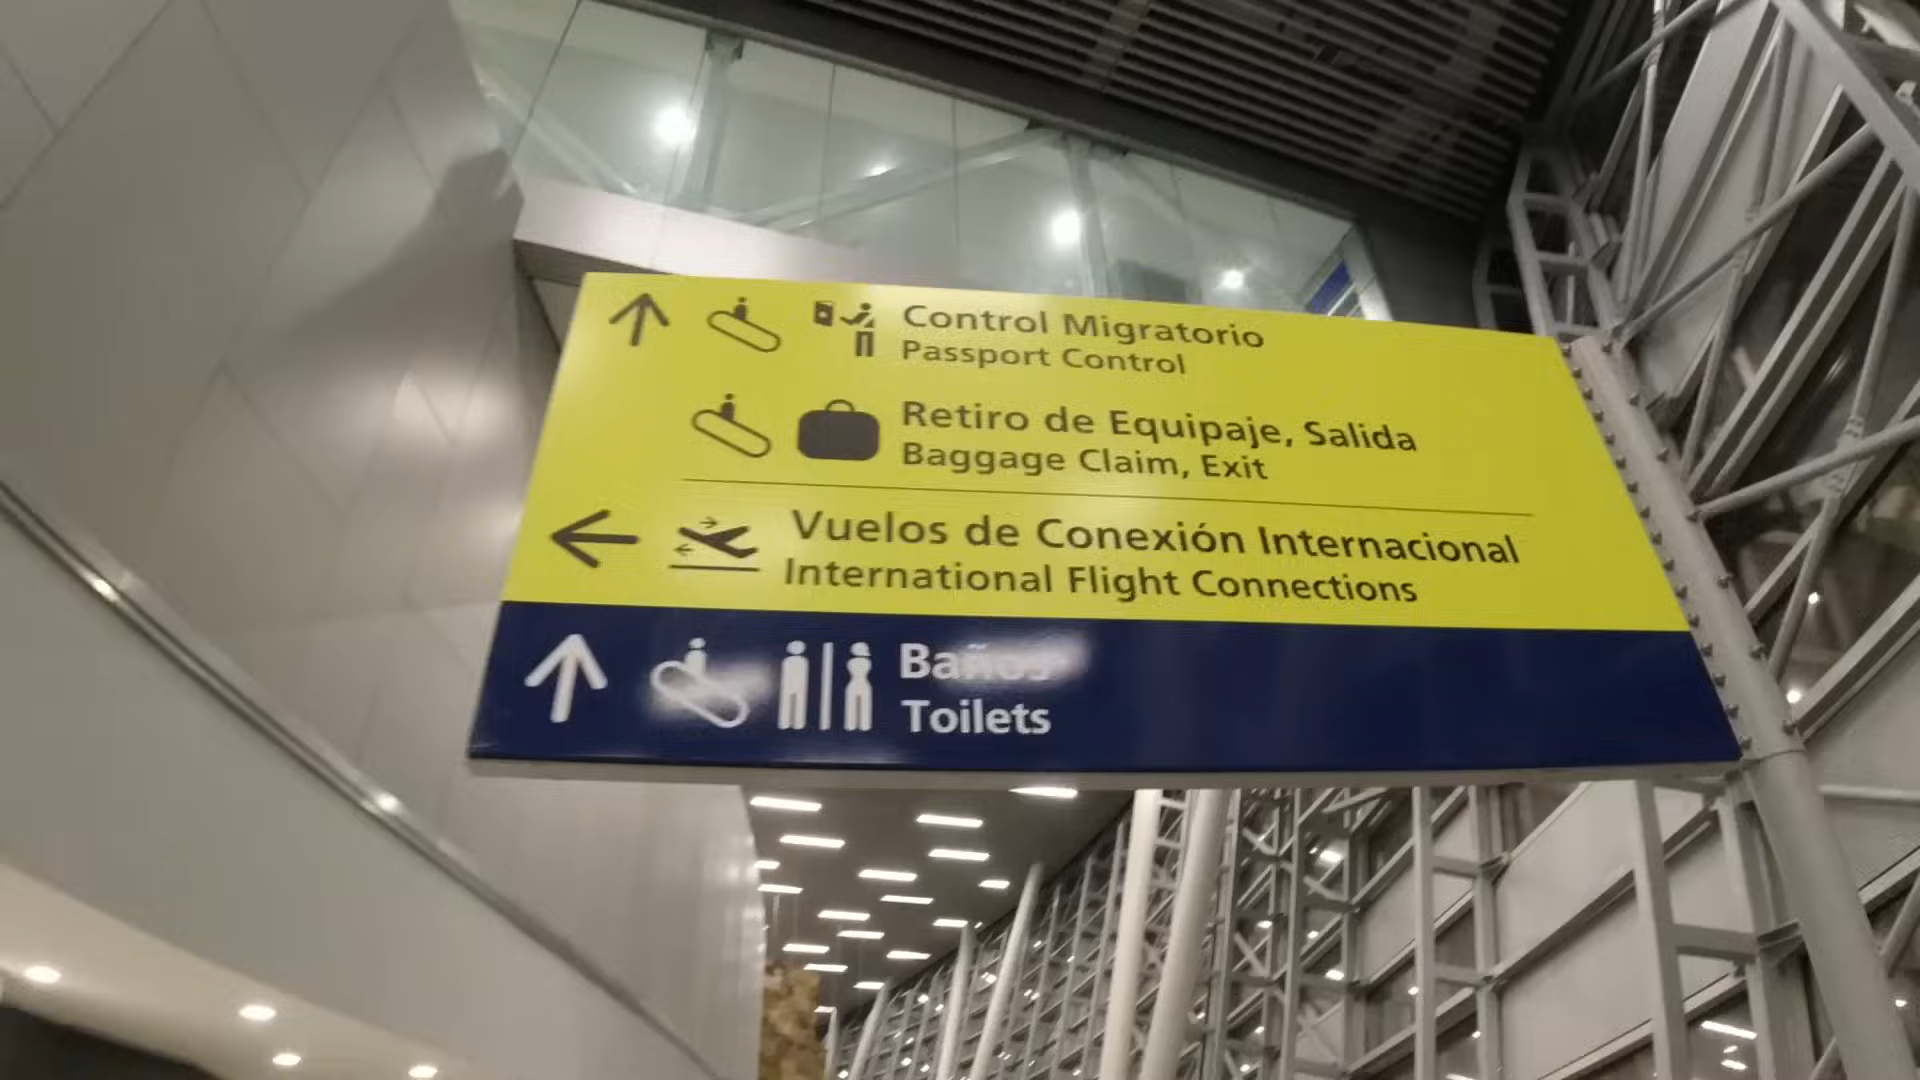 Control Migratorio
Passport Control
Retiro de Equipaje, Salida
Baggage Claim, Exit
Vuelos de Conexión Internacional
International Flight Connections
Baños
Toilets